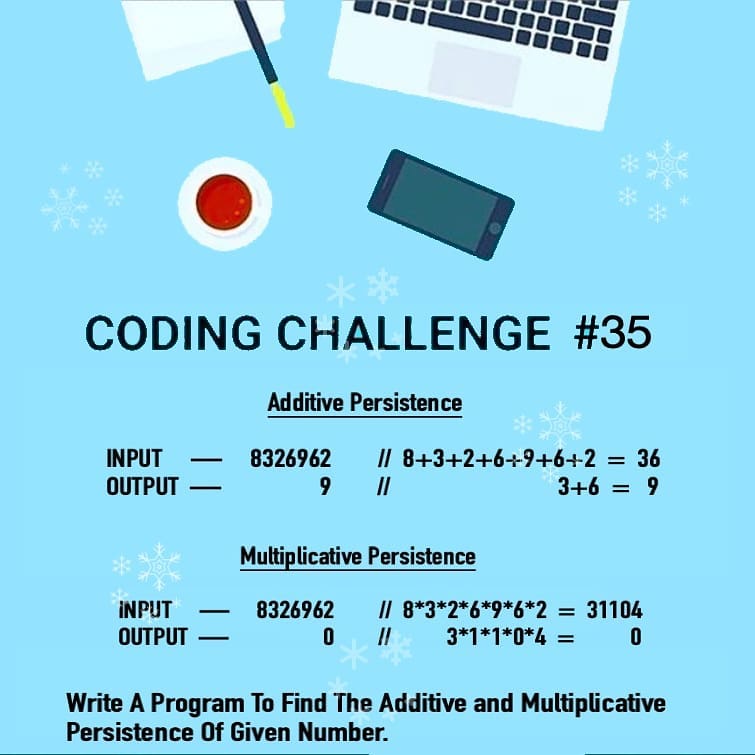 CODING CHALLENGE #35
Additive Persistence
INPUT — 8326962 // 8+3+2+6+9+6+2 = 36
OUTPUT — 9 // 3+6 = 9
Multiplicative Persistence
INPUT — 8326962 // 8*3*2*6*9*6*2 = 31104
OUTPUT — 0 // 3*1*1*0*4 = 0
Write A Program To Find The Additive and Multiplicative
Persistence Of Given Number.